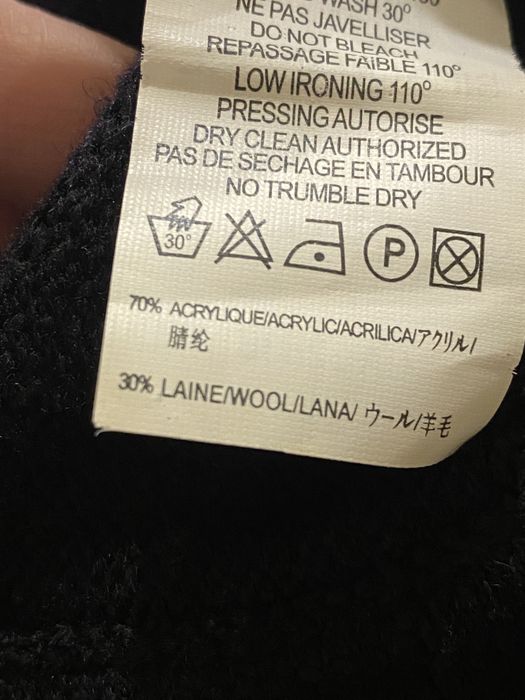 WASH 30°
NE PAS JAVELLISER
DO NOT BLEACH
REPASSAGE FAIBLE 110°
LOW IRONING 110°
PRESSING AUTORISE
DRY CLEAN AUTHORIZED
PAS DE SECHAGE EN TAMBOUR
NO TRUMBLE DRY
30° P
70% ACRYLIQUE/ACRYLIC/ACRILICA/アクリル/
腈纶
30% LAINE/WOOL/LANA/ ウール/羊毛